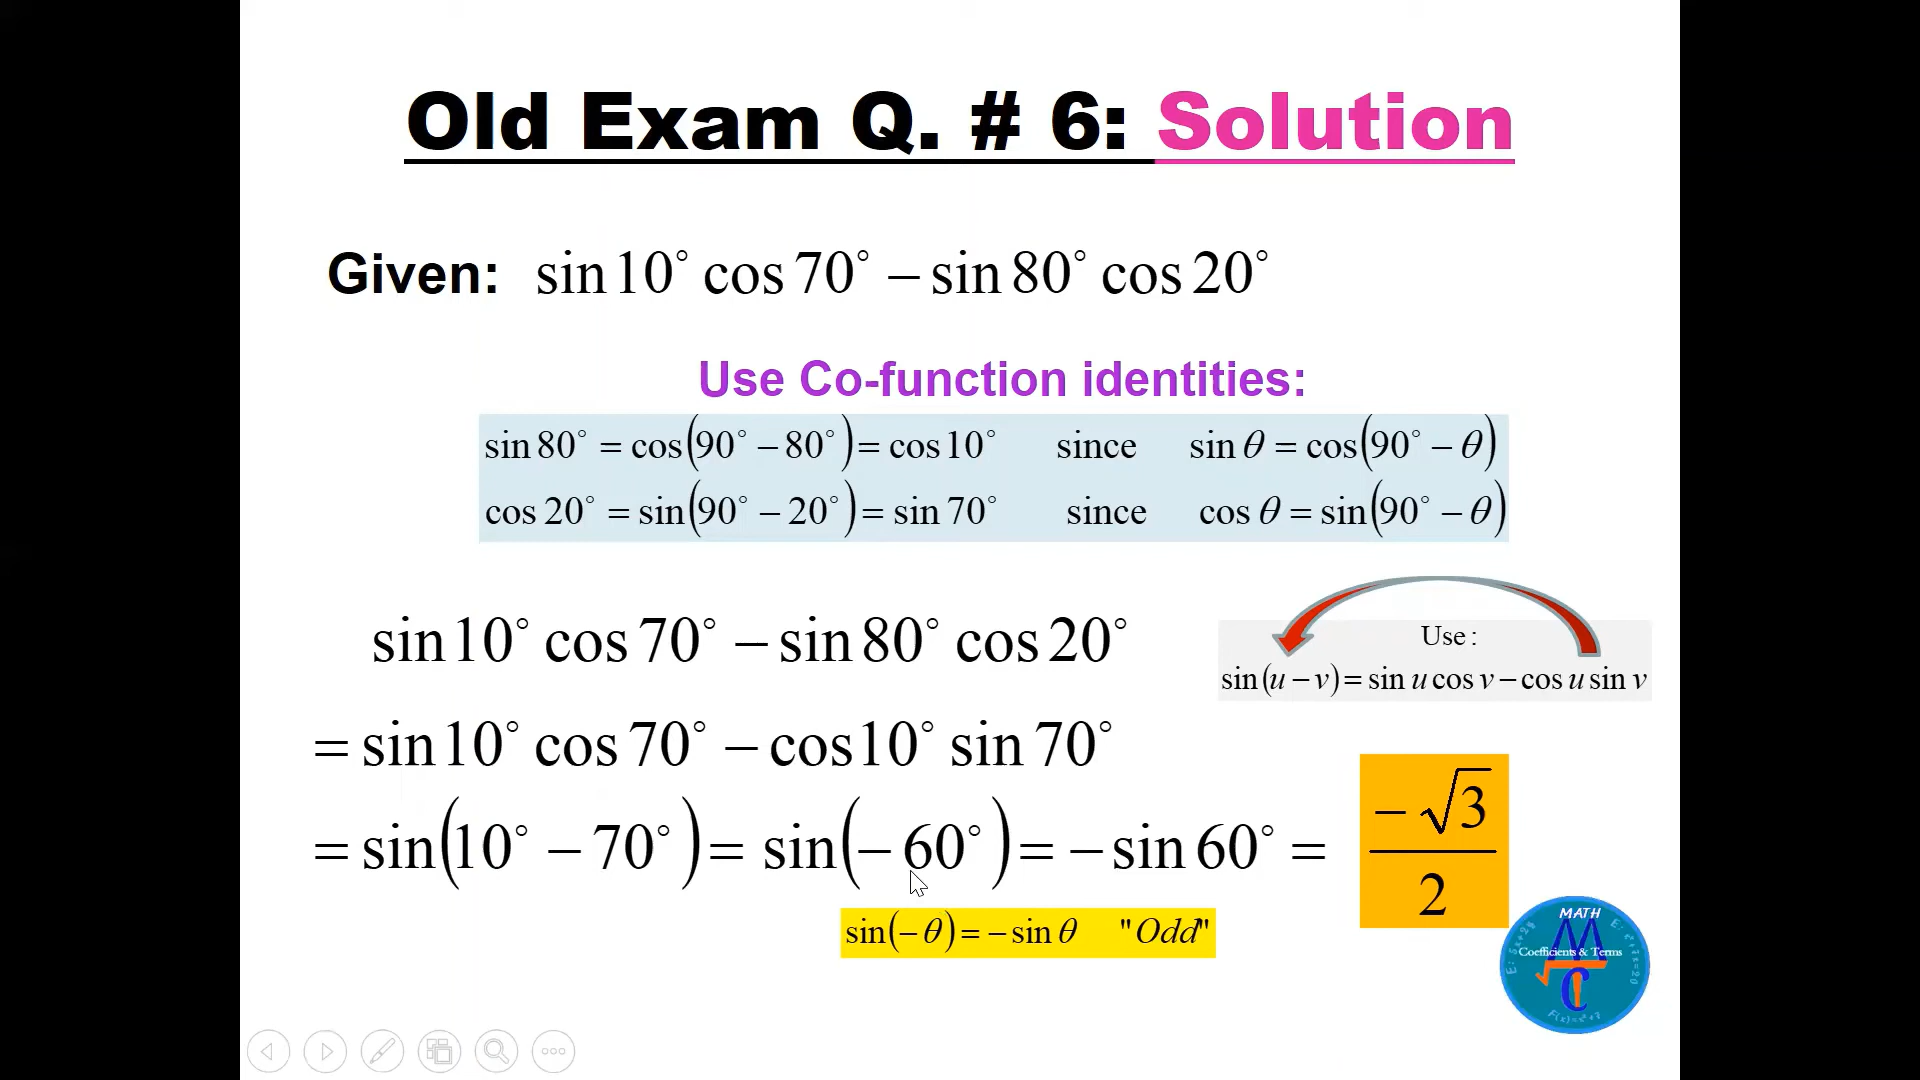 Old Exam Q. # 6: Solution
Given: sin 10° cos 70° − sin 80° cos 20°
Use Co-function identities:
sin 80° = cos(90° − 80°) = cos 10° since sin θ = cos(90° − θ)
cos 20° = sin(90° − 20°) = sin 70° since cos θ = sin(90° − θ)
sin 10° cos 70° − sin 80° cos 20°
Use :
sin(u − v) = sin u cos v − cos u sin v
= sin 10° cos 70° − cos 10° sin 70°
= sin(10° − 70°) = sin(− 60°) = − sin 60° = −√3/2
sin(− θ) = − sin θ "Odd"
MATH
M
Coefficients & Terms
C T